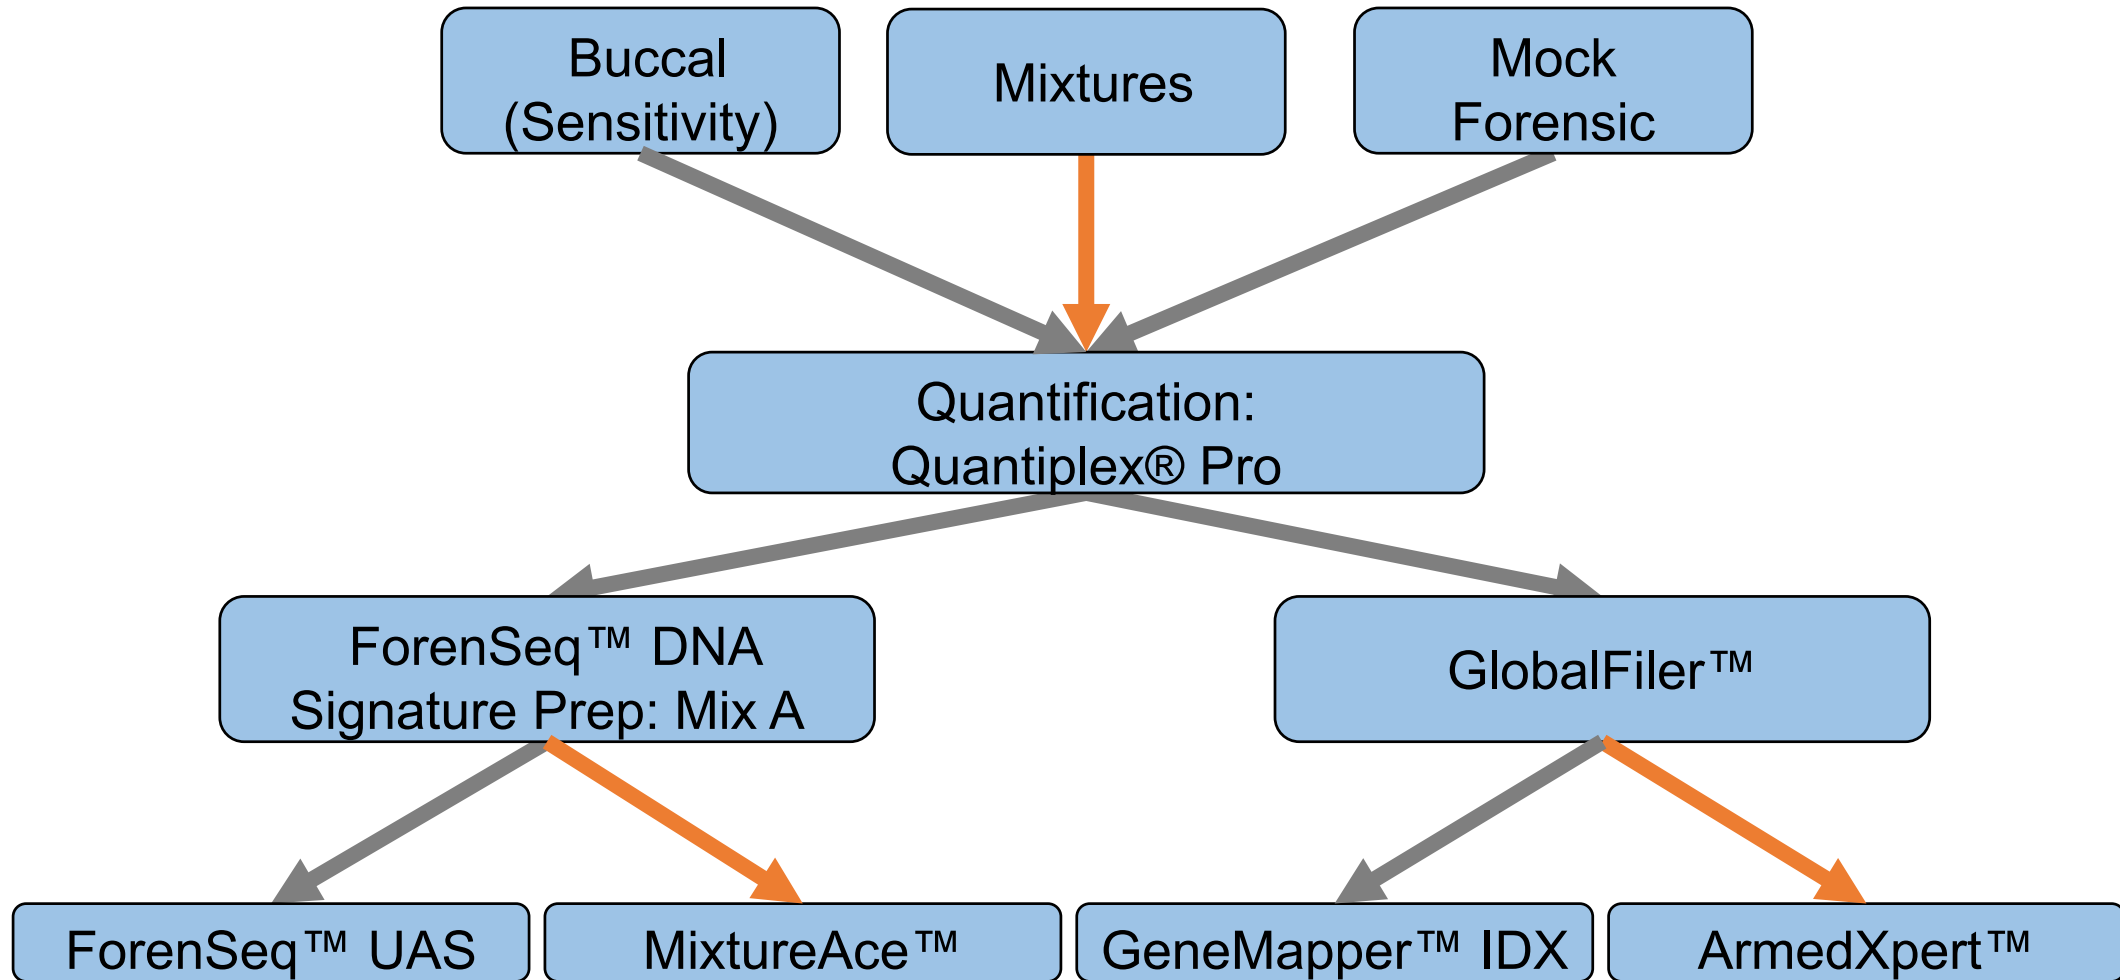 Buccal
(Sensitivity)
Mixtures
Mock
Forensic
Quantification:
Quantiplex® Pro
ForenSeq™ DNA
Signature Prep: Mix A
GlobalFiler™
ForenSeq™ UAS
MixtureAce™
GeneMapper™ IDX
ArmedXpert™